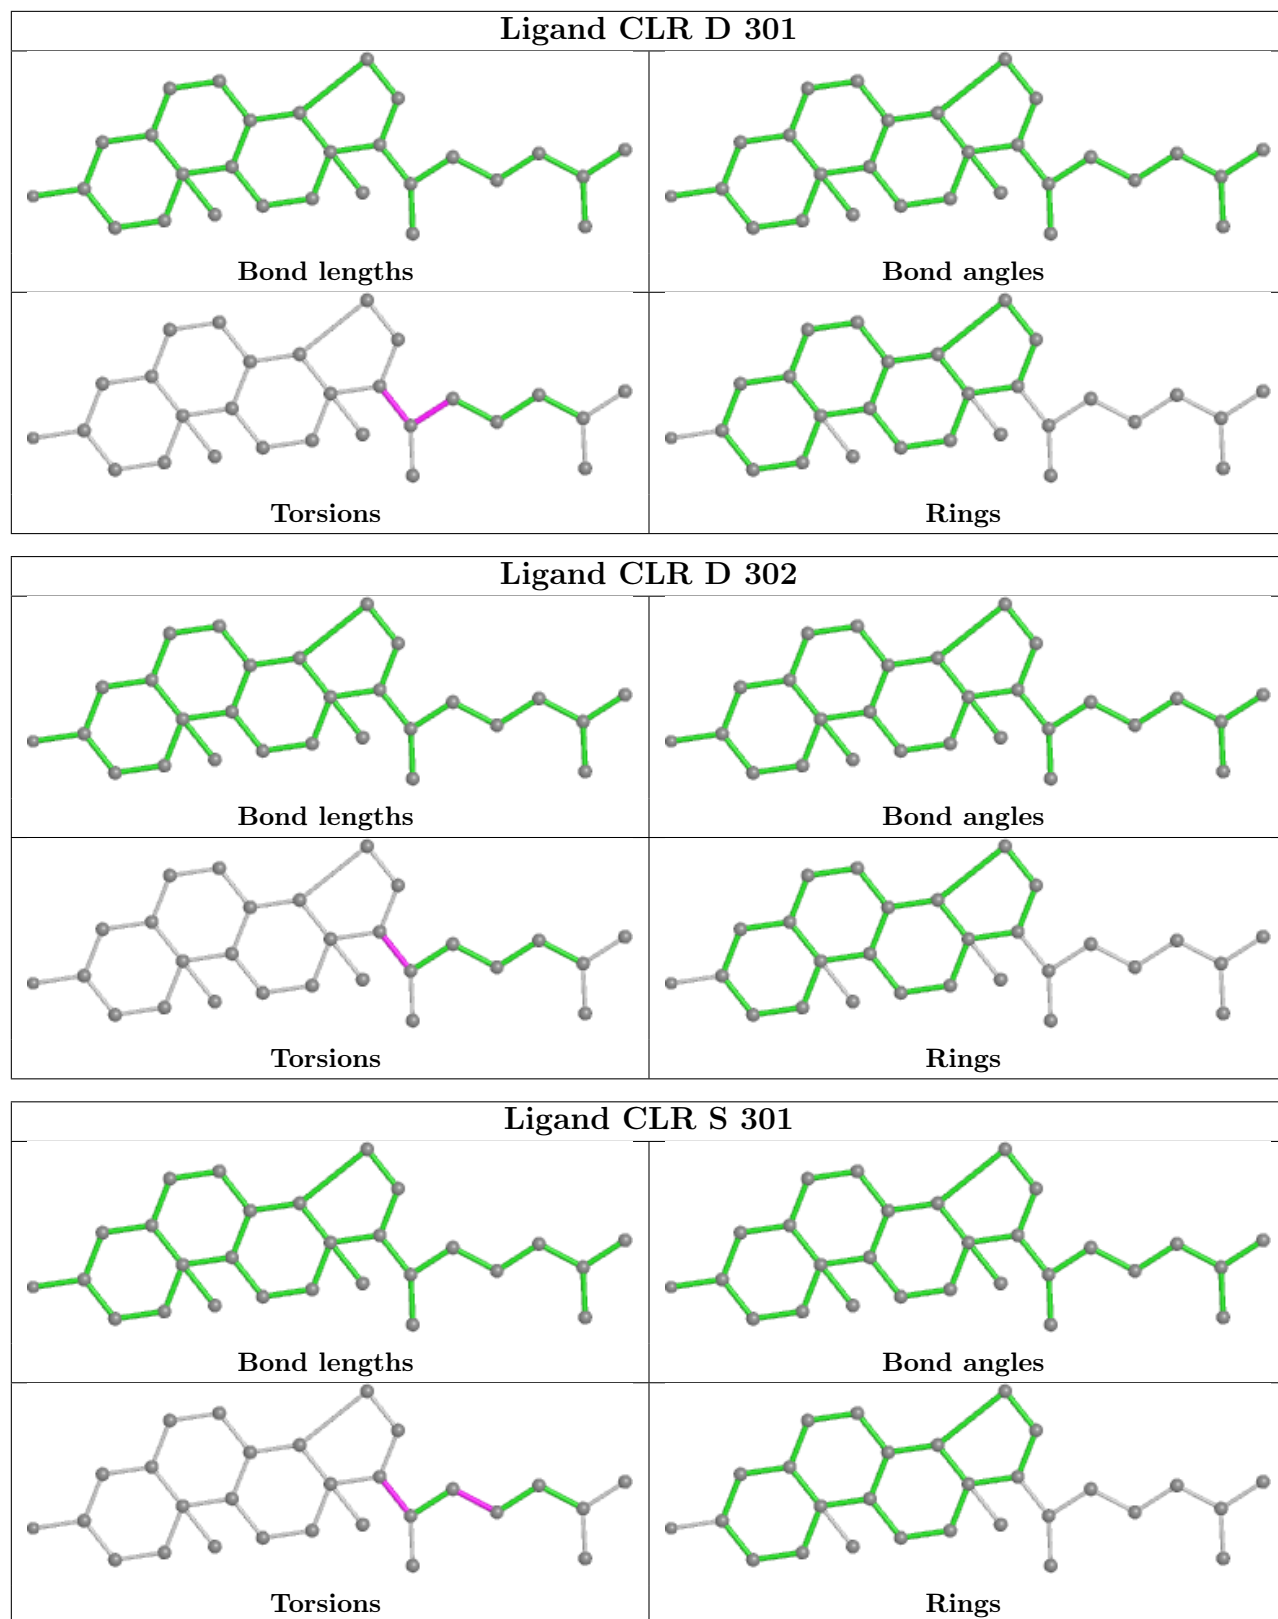 Ligand CLR D 301
Bond lengths
Bond angles
Torsions
Rings
Ligand CLR D 302
Bond lengths
Bond angles
Torsions
Rings
Ligand CLR S 301
Bond lengths
Bond angles
Torsions
Rings